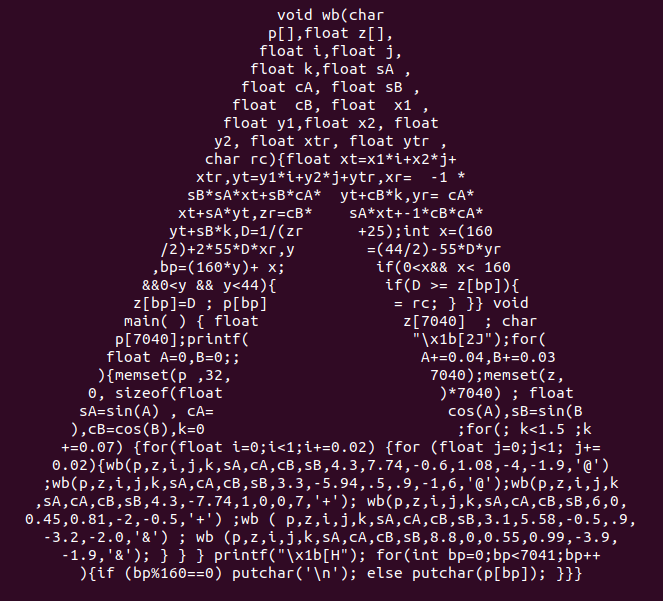 void wb(char
p[],float z[],
float i,float j,
float k,float sA ,
float cA, float sB ,
float  cB, float  x1 ,
float y1,float x2, float
y2, float xtr, float ytr ,
char rc){float xt=x1*i+x2*j+
xtr,yt=y1*i+y2*j+ytr,xr=  -1 *
sB*sA*xt+sB*cA*  yt+cB*k,yr= cA*
xt+sA*yt,zr=cB*    sA*xt+-1*cB*cA*
yt+sB*k,D=1/(zr      +25);int x=(160
/2)+2*55*D*xr,y        =(44/2)-55*D*yr
,bp=(160*y)+ x;          if(0<x&& x< 160
&&0<y && y<44){            if(D >= z[bp]){
z[bp]=D ; p[bp]              = rc; } }} void
main( ) { float                z[7040]  ; char
p[7040];printf(                  "\x1b[2J");for(
float A=0,B=0;;                    A+=0.04,B+=0.03
){memset(p ,32,                      7040);memset(z,
0, sizeof(float                        )*7040) ; float
sA=sin(A) , cA=                          cos(A),sB=sin(B
),cB=cos(B),k=0                            ;for(; k<1.5 ;k
+=0.07) {for(float i=0;i<1;i+=0.02) {for (float j=0;j<1; j+=
0.02){wb(p,z,i,j,k,sA,cA,cB,sB,4.3,7.74,-0.6,1.08,-4,-1.9,'@')
;wb(p,z,i,j,k,sA,cA,cB,sB,3.3,-5.94,.5,.9,-1,6,'@');wb(p,z,i,j,k
,sA,cA,cB,sB,4.3,-7.74,1,0,0,7,'+'); wb(p,z,i,j,k,sA,cA,cB,sB,6,0,
0.45,0.81,-2,-0.5,'+') ;wb ( p,z,i,j,k,sA,cA,cB,sB,3.1,5.58,-0.5,.9,
-3.2,-2.0,'&') ; wb (p,z,i,j,k,sA,cA,cB,sB,8.8,0,0.55,0.99,-3.9,
-1.9,'&'); } } } printf("\x1b[H"); for(int bp=0;bp<7041;bp++
){if (bp%160==0) putchar('\n'); else putchar(p[bp]); }}}